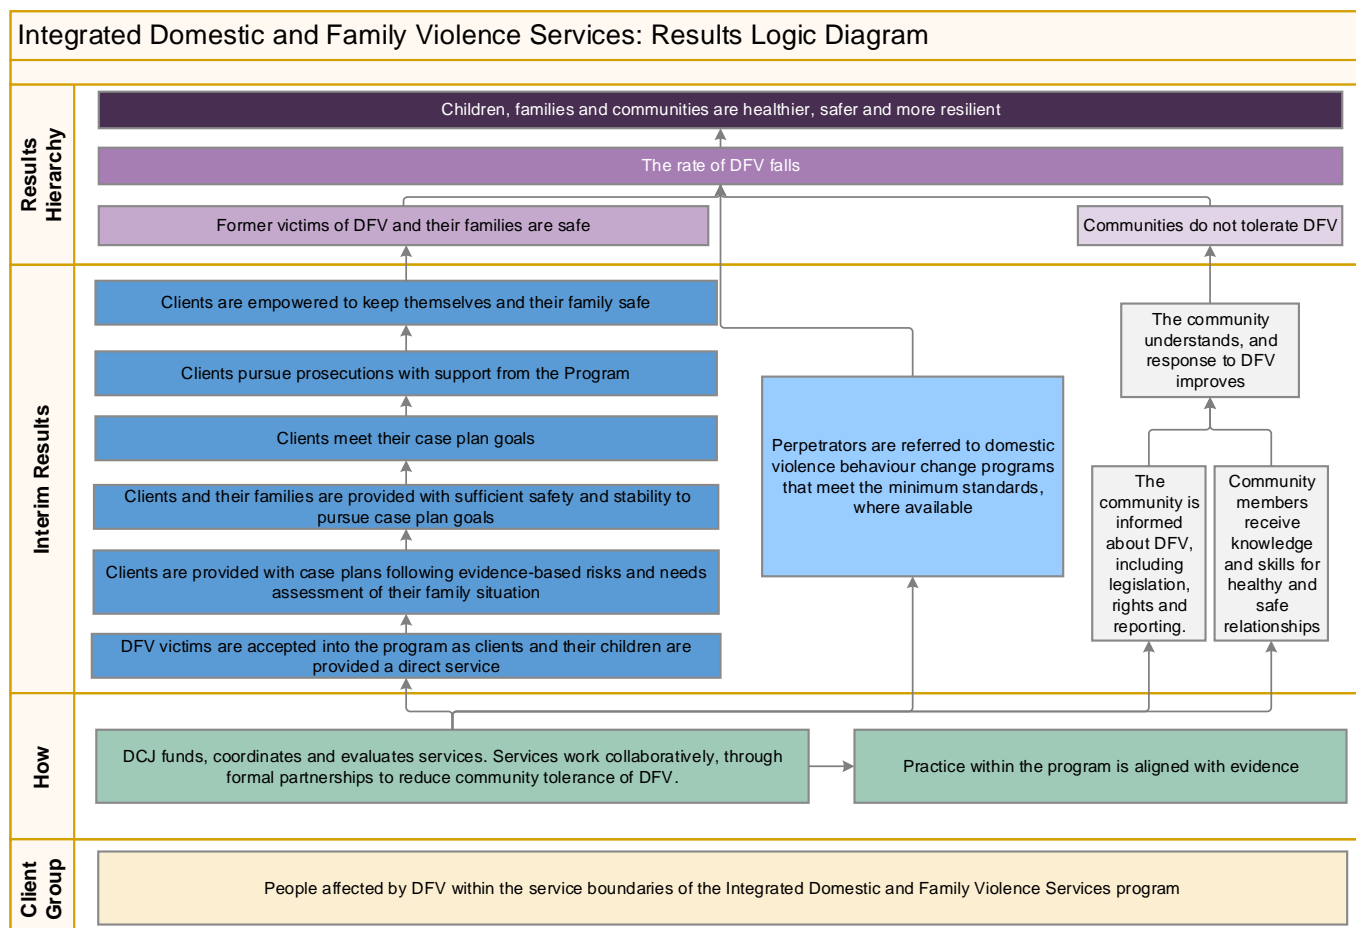 Integrated Domestic and Family Violence Services: Results Logic Diagram
Results
Hierarchy
Children, families and communities are healthier, safer and more resilient
The rate of DFV falls
Former victims of DFV and their families are safe
Communities do not tolerate DFV
Interim Results
Clients are empowered to keep themselves and their family safe
Clients pursue prosecutions with support from the Program
Clients meet their case plan goals
Clients and their families are provided with sufficient safety and stability to
pursue case plan goals
Clients are provided with case plans following evidence-based risks and needs
assessment of their family situation
DFV victims are accepted into the program as clients and their children are
provided a direct service
Perpetrators are referred to domestic
violence behaviour change programs
that meet the minimum standards,
where available
The community
understands, and
response to DFV
improves
The
community is
informed
about DFV,
including
legislation,
rights and
reporting.
Community
members
receive
knowledge
and skills for
healthy and
safe
relationships
How
DCJ funds, coordinates and evaluates services. Services work collaboratively, through
formal partnerships to reduce community tolerance of DFV.
Practice within the program is aligned with evidence
Client
Group
People affected by DFV within the service boundaries of the Integrated Domestic and Family Violence Services program